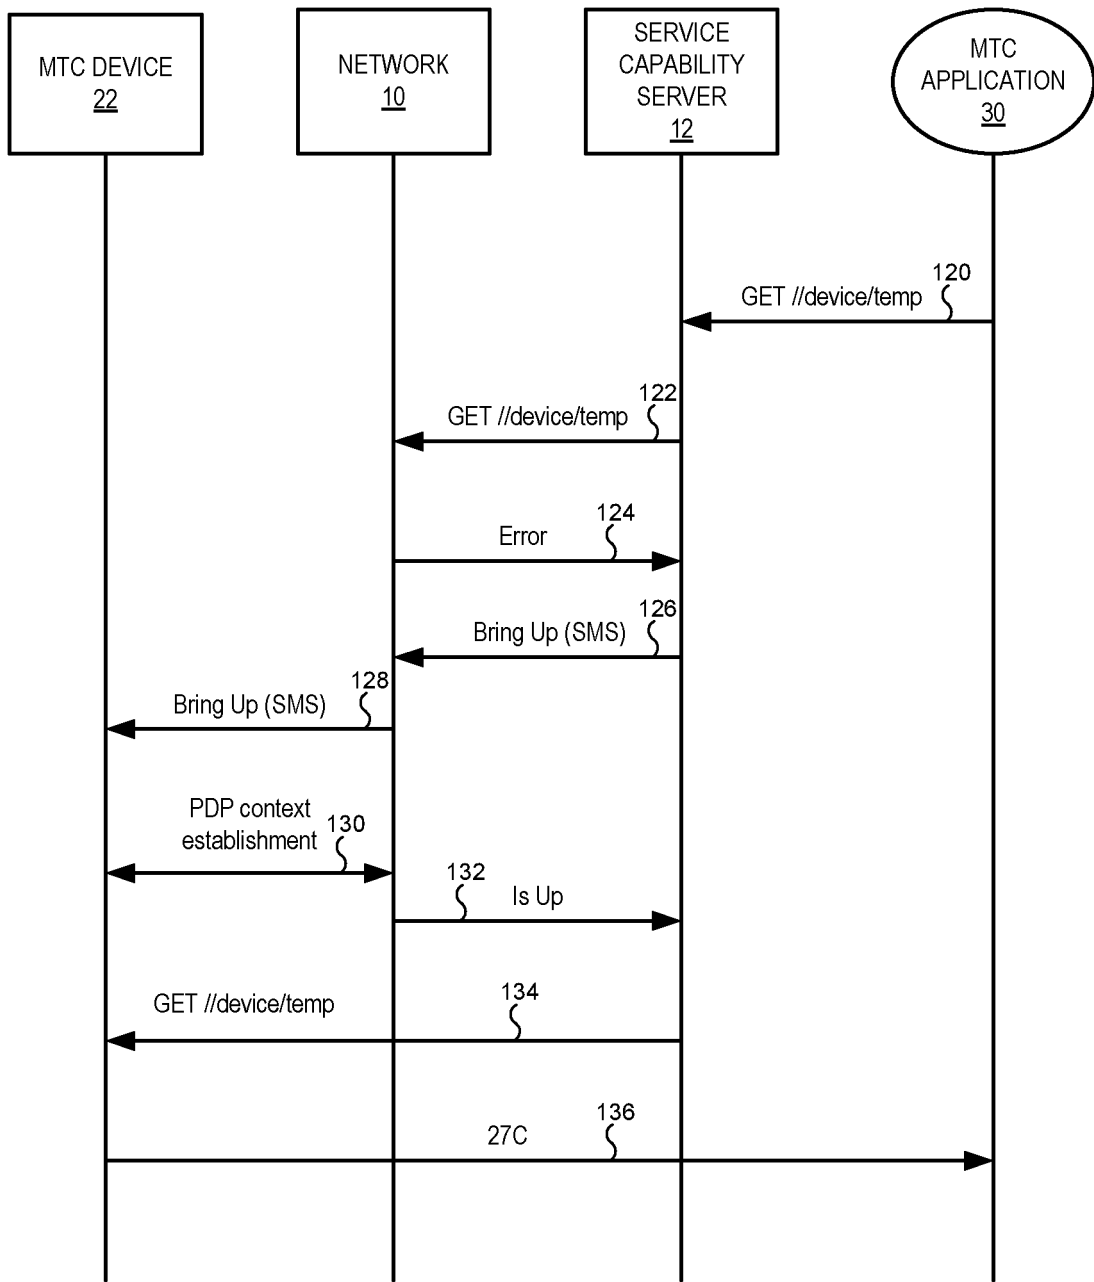 MTC DEVICE
22
NETWORK
10
SERVICE
CAPABILITY
SERVER
12
MTC
APPLICATION
30
120
GET //device/temp
122
GET //device/temp
124
Error
126
Bring Up (SMS)
128
Bring Up (SMS)
PDP context
establishment
130
132
Is Up
134
GET //device/temp
136
27C